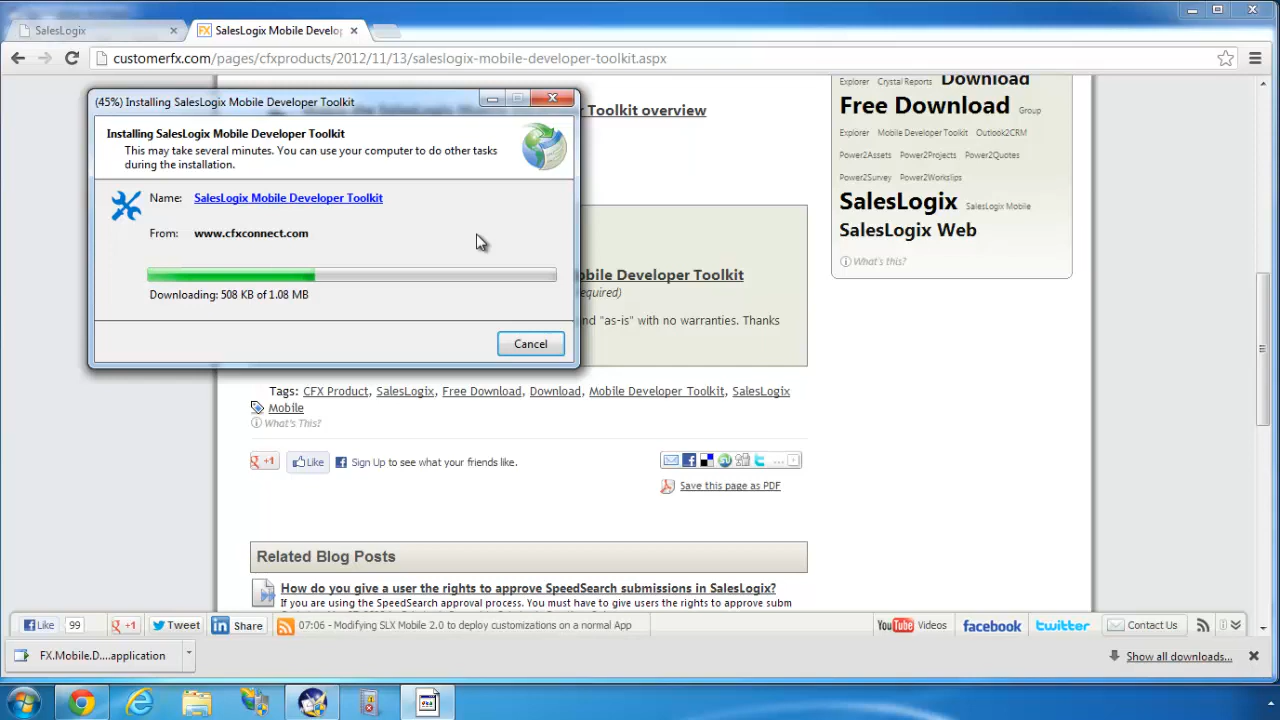 SalesLogix
SalesLogix Mobile Develo
customerfx.com/pages/cfxproducts/2012/11/13/saleslogix-mobile-developer-toolkit.aspx
(45%) Installing SalesLogix Mobile Developer Toolkit
Installing SalesLogix Mobile Developer Toolkit
This may take several minutes. You can use your computer to do other tasks
during the installation.
Name: SalesLogix Mobile Developer Toolkit
From: www.cfxconnect.com
Downloading: 508 KB of 1.08 MB
Cancel
Toolkit overview
bile Developer Toolkit
quired)
nd "as-is" with no warranties. Thanks
Explorer Crystal Reports Download
Free Download Group
Explorer Mobile Developer Toolkit Outlook2CRM
Power2Assets Power2Projects Power2Quotes
Power2Survey Power2Workslips
SalesLogix SalesLogix Mobile
SalesLogix Web
What's this?
Tags: CFX Product, SalesLogix, Free Download, Download, Mobile Developer Toolkit, SalesLogix
Mobile
What's This?
+1 Like Sign Up to see what your friends like.
Save this page as PDF
Related Blog Posts
How do you give a user the rights to approve SpeedSearch submissions in SalesLogix?
If you are using the SpeedSearch approval process. You must have to give users the rights to approve subm
Like 99 +1 Tweet Share 07:06 - Modifying SLX Mobile 2.0 to deploy customizations on a normal App YouTube Videos facebook twitter Contact Us
FX.Mobile.D....application
Show all downloads...